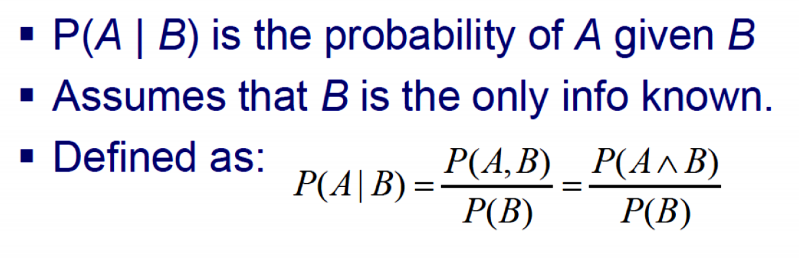 ▪ P(A | B) is the probability of A given B
▪ Assumes that B is the only info known.
▪ Defined as: P(A | B) = P(A, B) / P(B) = P(A ∧ B) / P(B)